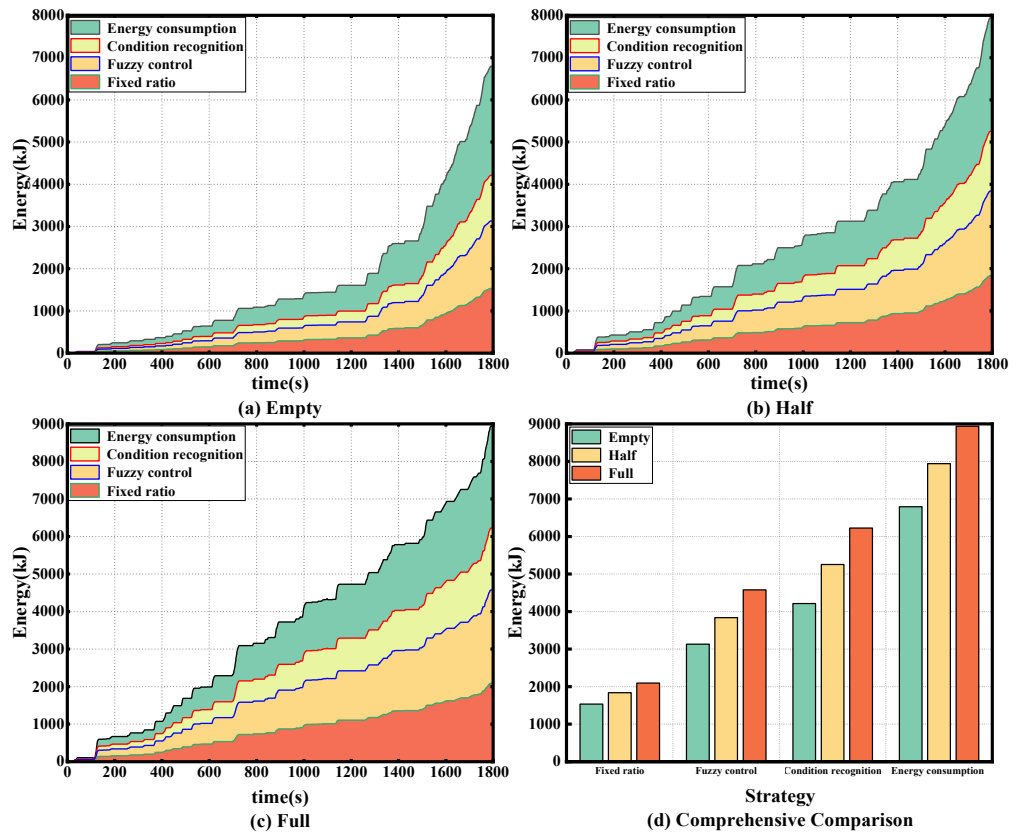 8000
7000
6000
5000
4000
3000
2000
1000
0
Energy(kJ)
Energy consumption
Condition recognition
Fuzzy control
Fixed ratio
0 200 400 600 800 1000 1200 1400 1600 1800
time(s)
(a) Empty
8000
7000
6000
5000
4000
3000
2000
1000
0
Energy(kJ)
Energy consumption
Condition recognition
Fuzzy control
Fixed ratio
0 200 400 600 800 1000 1200 1400 1600 1800
time(s)
(b) Half
9000
8000
7000
6000
5000
4000
3000
2000
1000
0
Energy(kJ)
Energy consumption
Condition recognition
Fuzzy control
Fixed ratio
0 200 400 600 800 1000 1200 1400 1600 1800
time(s)
(c) Full
9000
8000
7000
6000
5000
4000
3000
2000
1000
0
Energy(kJ)
Empty
Half
Full
Fixed ratio Fuzzy control Condition recognition Energy consumption
Strategy
(d) Comprehensive Comparison